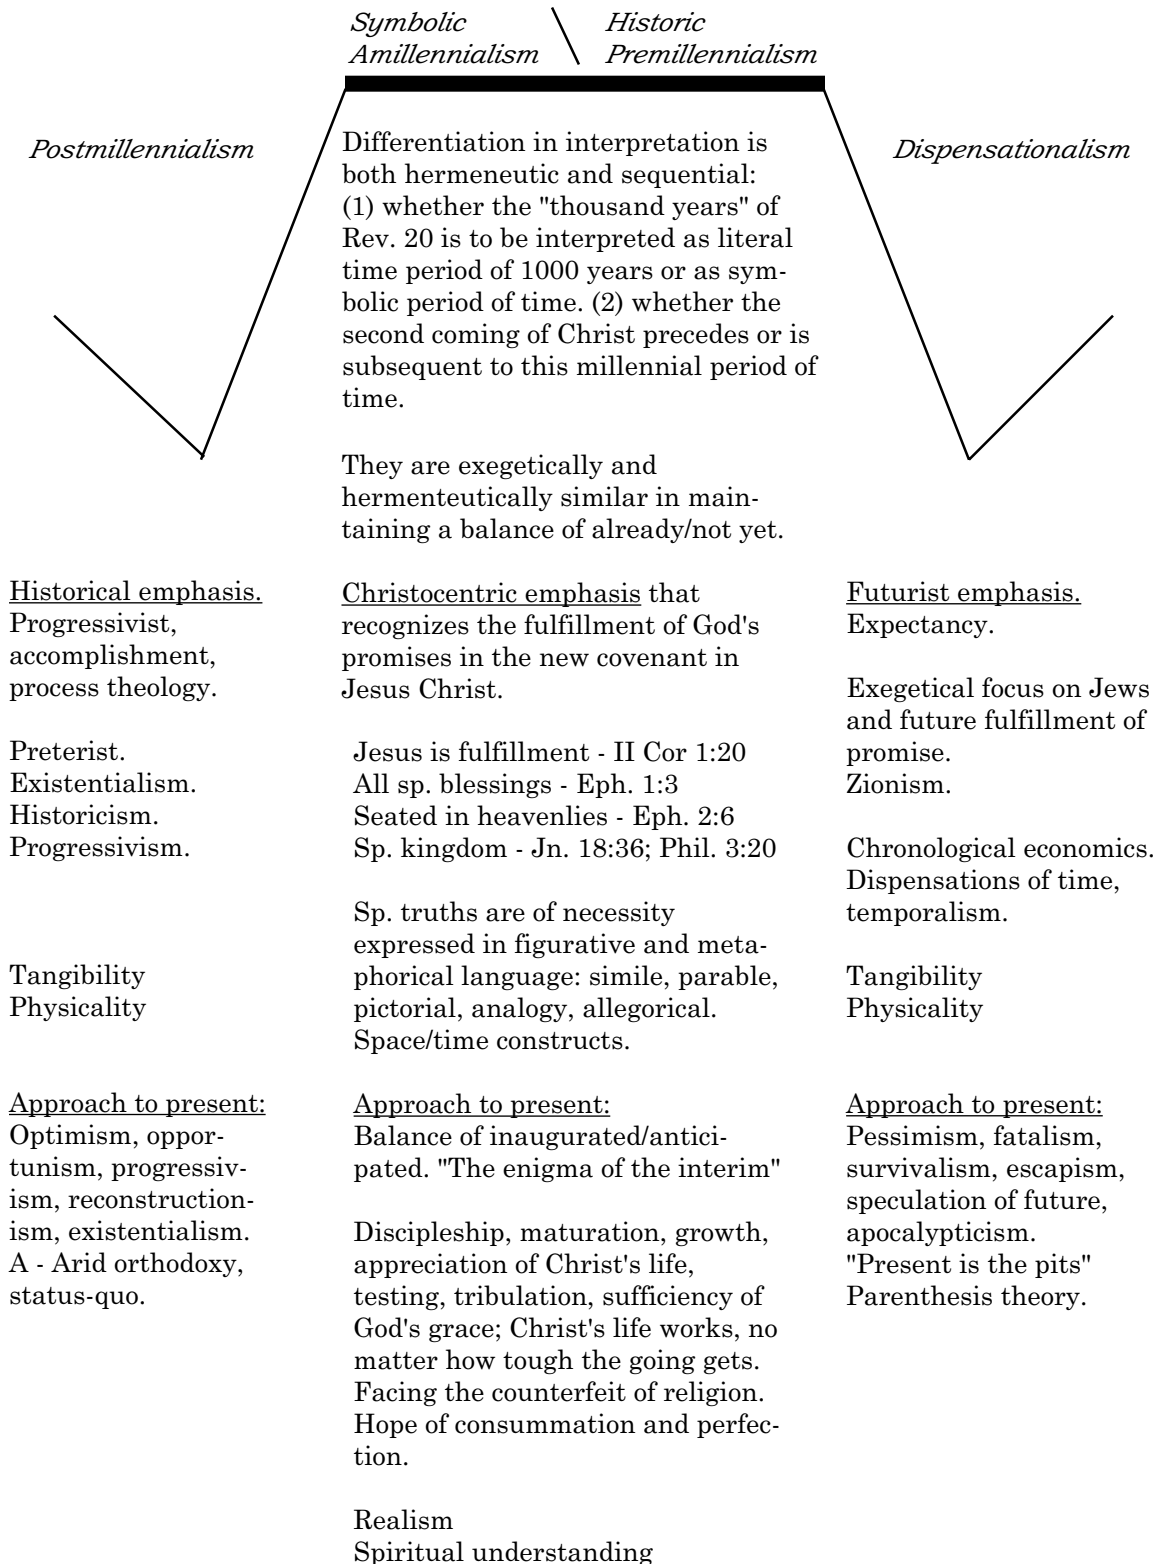 Symbolic
Amillennialism
Historic
Premillennialism
Postmillennialism
Dispensationalism
Differentiation in interpretation is
both hermeneutic and sequential:
(1) whether the "thousand years" of
Rev. 20 is to be interpreted as literal
time period of 1000 years or as sym-
bolic period of time. (2) whether the
second coming of Christ precedes or is
subsequent to this millennial period of
time.
They are exegetically and
hermenteutically similar in main-
taining a balance of already/not yet.
Historical emphasis.
Progressivist,
accomplishment,
process theology.
Preterist.
Existentialism.
Historicism.
Progressivism.
Tangibility
Physicality
Approach to present:
Optimism, oppor-
tunism, progressiv-
ism, reconstruction-
ism, existentialism.
A - Arid orthodoxy,
status-quo.
Christocentric emphasis that
recognizes the fulfillment of God's
promises in the new covenant in
Jesus Christ.
Jesus is fulfillment - II Cor 1:20
All sp. blessings - Eph. 1:3
Seated in heavenlies - Eph. 2:6
Sp. kingdom - Jn. 18:36; Phil. 3:20
Sp. truths are of necessity
expressed in figurative and meta-
phorical language: simile, parable,
pictorial, analogy, allegorical.
Space/time constructs.
Approach to present:
Balance of inaugurated/antici-
pated. "The enigma of the interim"
Discipleship, maturation, growth,
appreciation of Christ's life,
testing, tribulation, sufficiency of
God's grace; Christ's life works, no
matter how tough the going gets.
Facing the counterfeit of religion.
Hope of consummation and perfec-
tion.
Realism
Spiritual understanding
Futurist emphasis.
Expectancy.
Exegetical focus on Jews
and future fulfillment of
promise.
Zionism.
Chronological economics.
Dispensations of time,
temporalism.
Tangibility
Physicality
Approach to present:
Pessimism, fatalism,
survivalism, escapism,
speculation of future,
apocalypticism.
"Present is the pits"
Parenthesis theory.